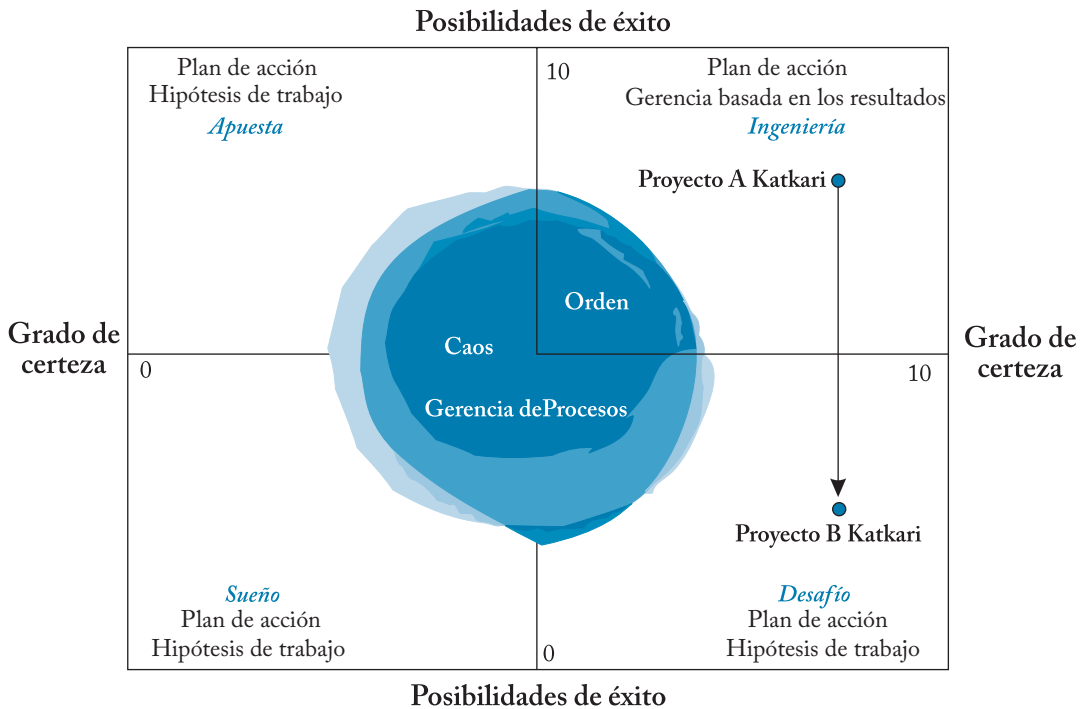 Posibilidades de éxito
Plan de acción
Hipótesis de trabajo
Apuesta
10
Plan de acción
Gerencia basada en los resultados
Ingeniería
Proyecto A Katkari
Orden
Caos
Grado de
certeza
0
10
Grado de
certeza
Gerencia deProcesos
Proyecto B Katkari
Sueño
Plan de acción
Hipótesis de trabajo
Desafío
Plan de acción
Hipótesis de trabajo
0
Posibilidades de éxito